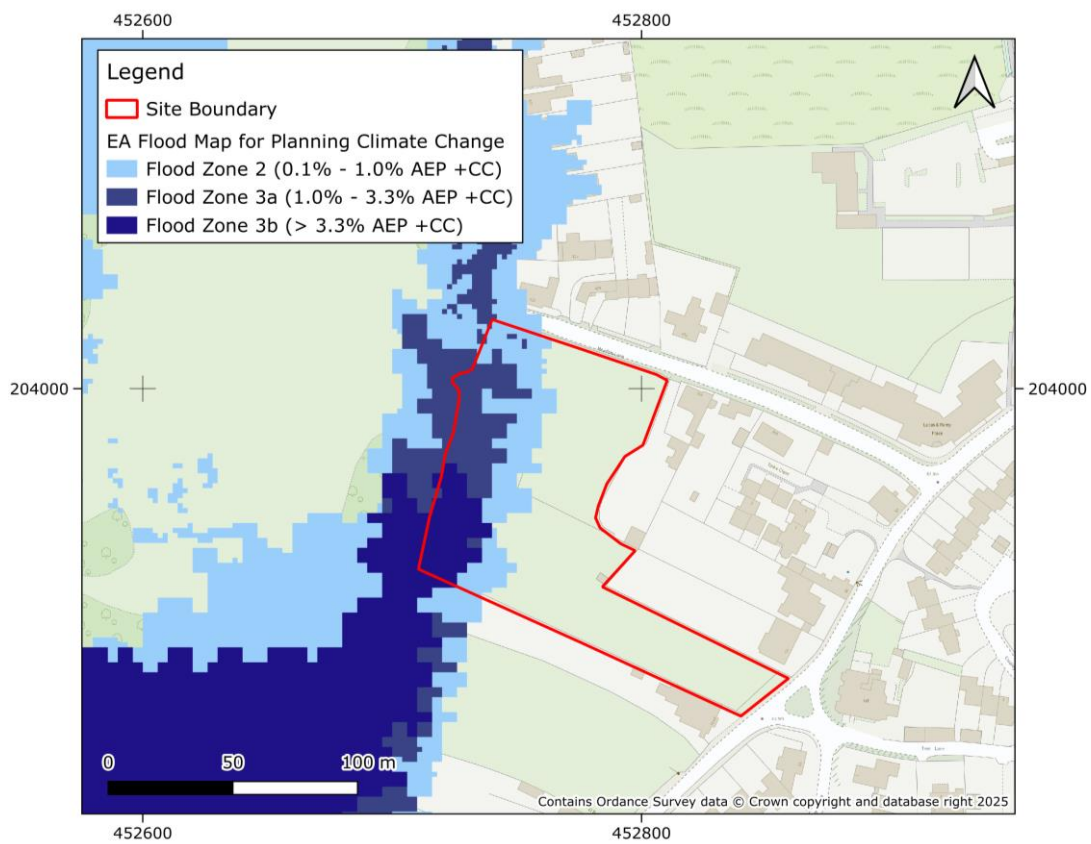 452600 452800
Legend
Site Boundary
EA Flood Map for Planning Climate Change
Flood Zone 2 (0.1% - 1.0% AEP +CC)
Flood Zone 3a (1.0% - 3.3% AEP +CC)
Flood Zone 3b (> 3.3% AEP +CC)
204000 204000
0 50 100 m
Contains Ordance Survey data © Crown copyright and database right 2025
452600 452800